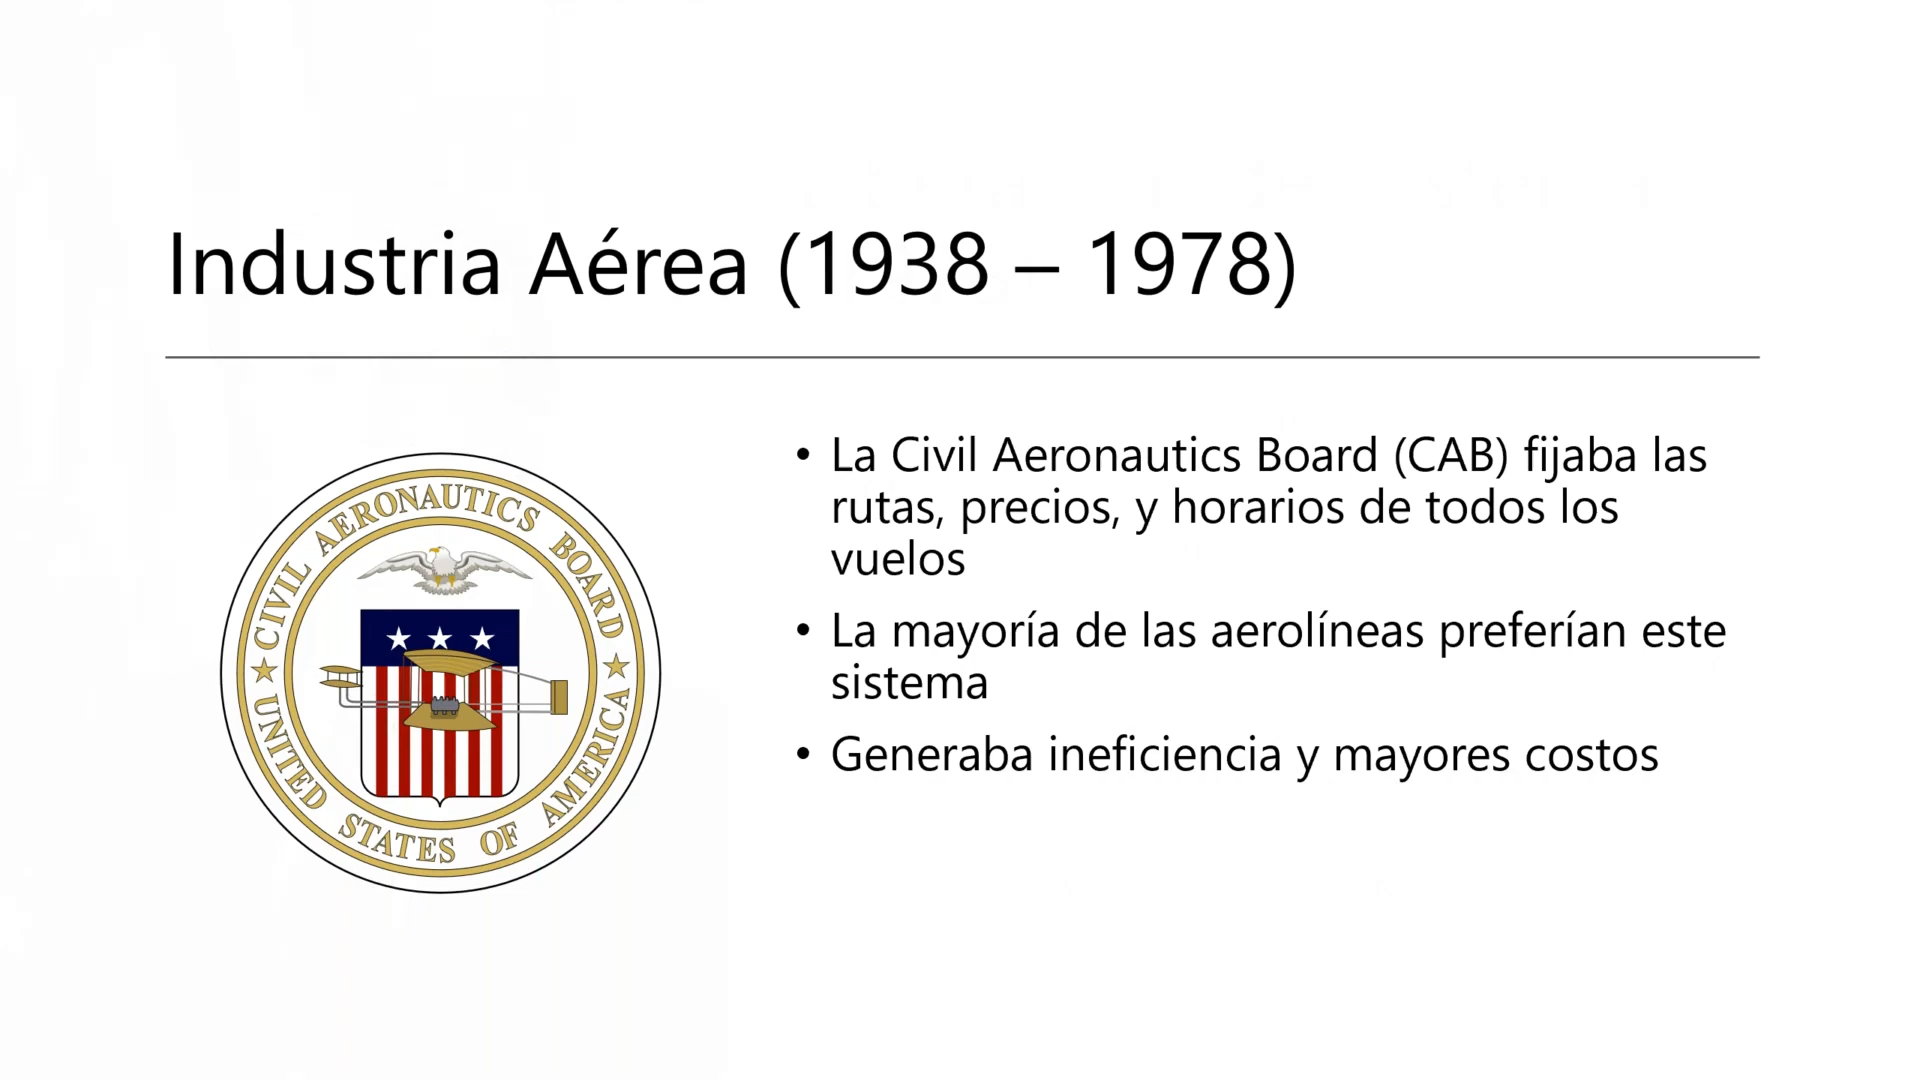 Industria Aérea (1938 – 1978)
CIVIL AERONAUTICS BOARD
UNITED STATES OF AMERICA
• La Civil Aeronautics Board (CAB) fijaba las
rutas, precios, y horarios de todos los
vuelos
• La mayoría de las aerolíneas preferían este
sistema
• Generaba ineficiencia y mayores costos